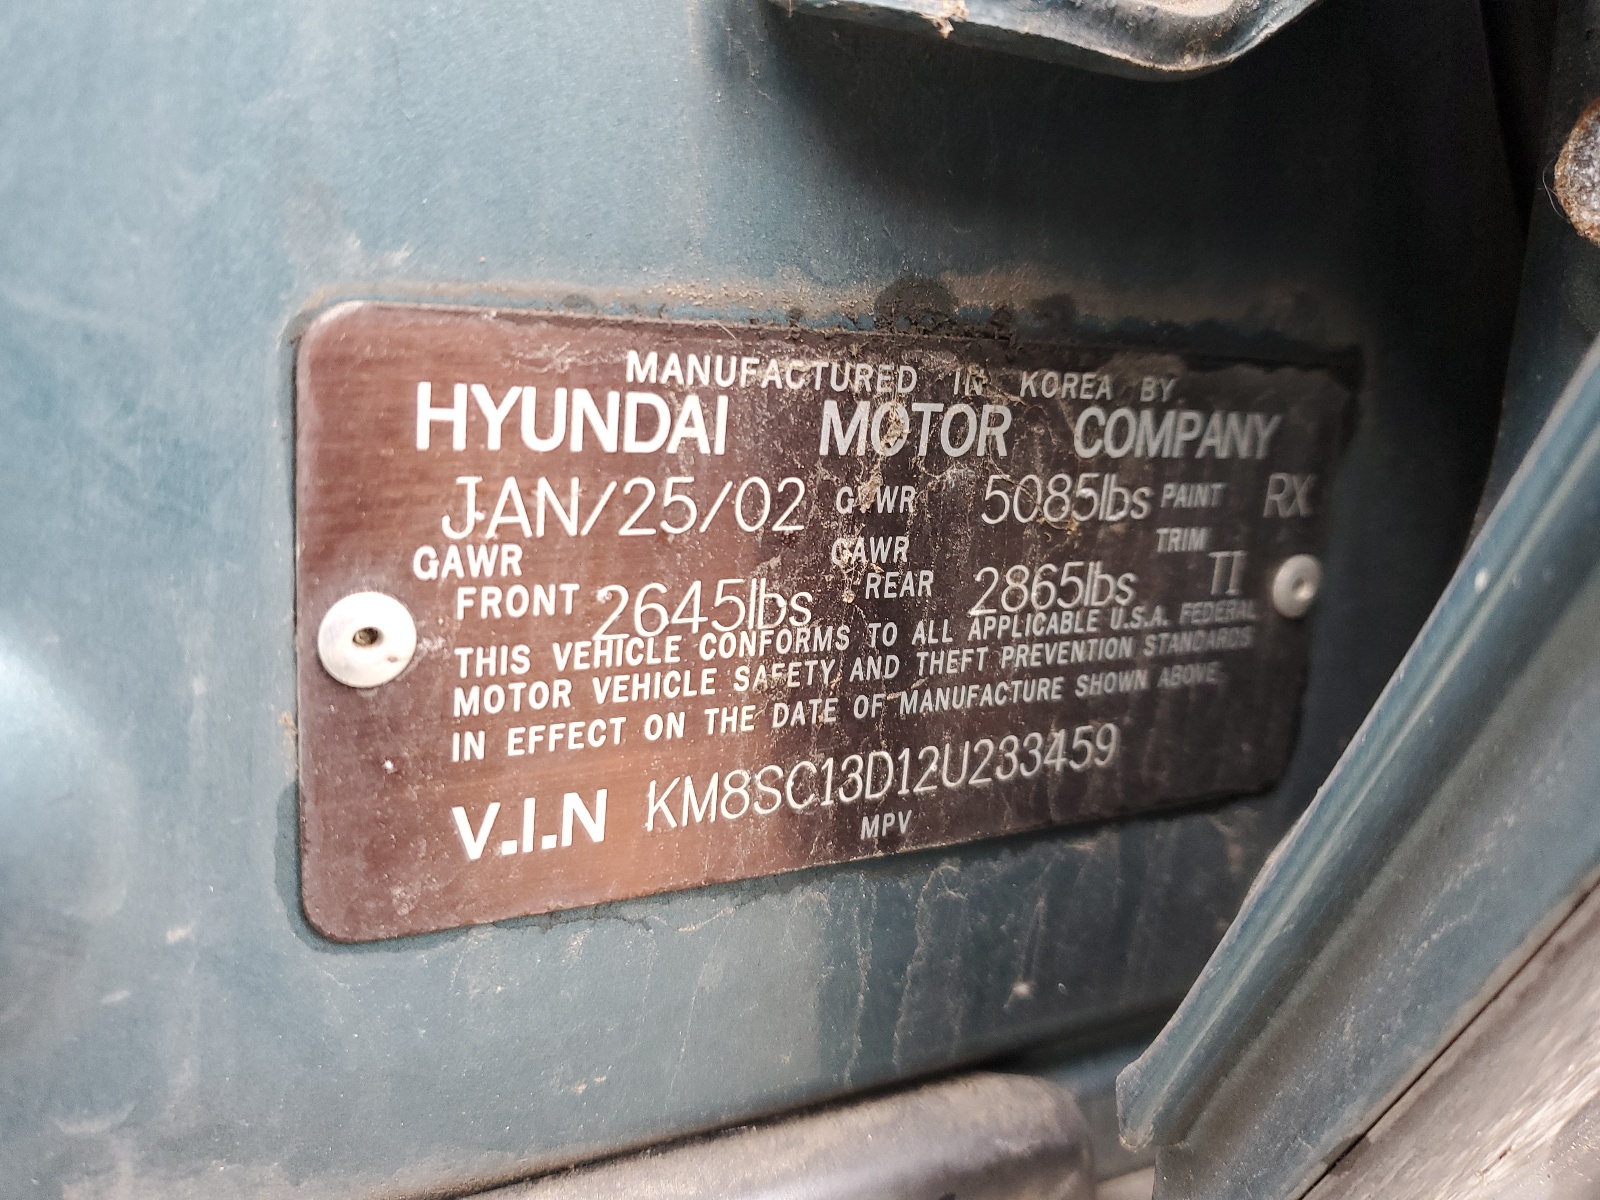 MANUFACTURED IN KOREA BY
HYUNDAI MOTOR COMPANY
JAN/25/02 GVWR 5085lbs PAINT RX
GAWR FRONT 2645lbs GAWR REAR 2865lbs TRIM TI
THIS VEHICLE CONFORMS TO ALL APPLICABLE U.S.A. FEDERAL
MOTOR VEHICLE SAFETY AND THEFT PREVENTION STANDARDS
IN EFFECT ON THE DATE OF MANUFACTURE SHOWN ABOVE.
V.I.N KM8SC13D12U233459
MPV